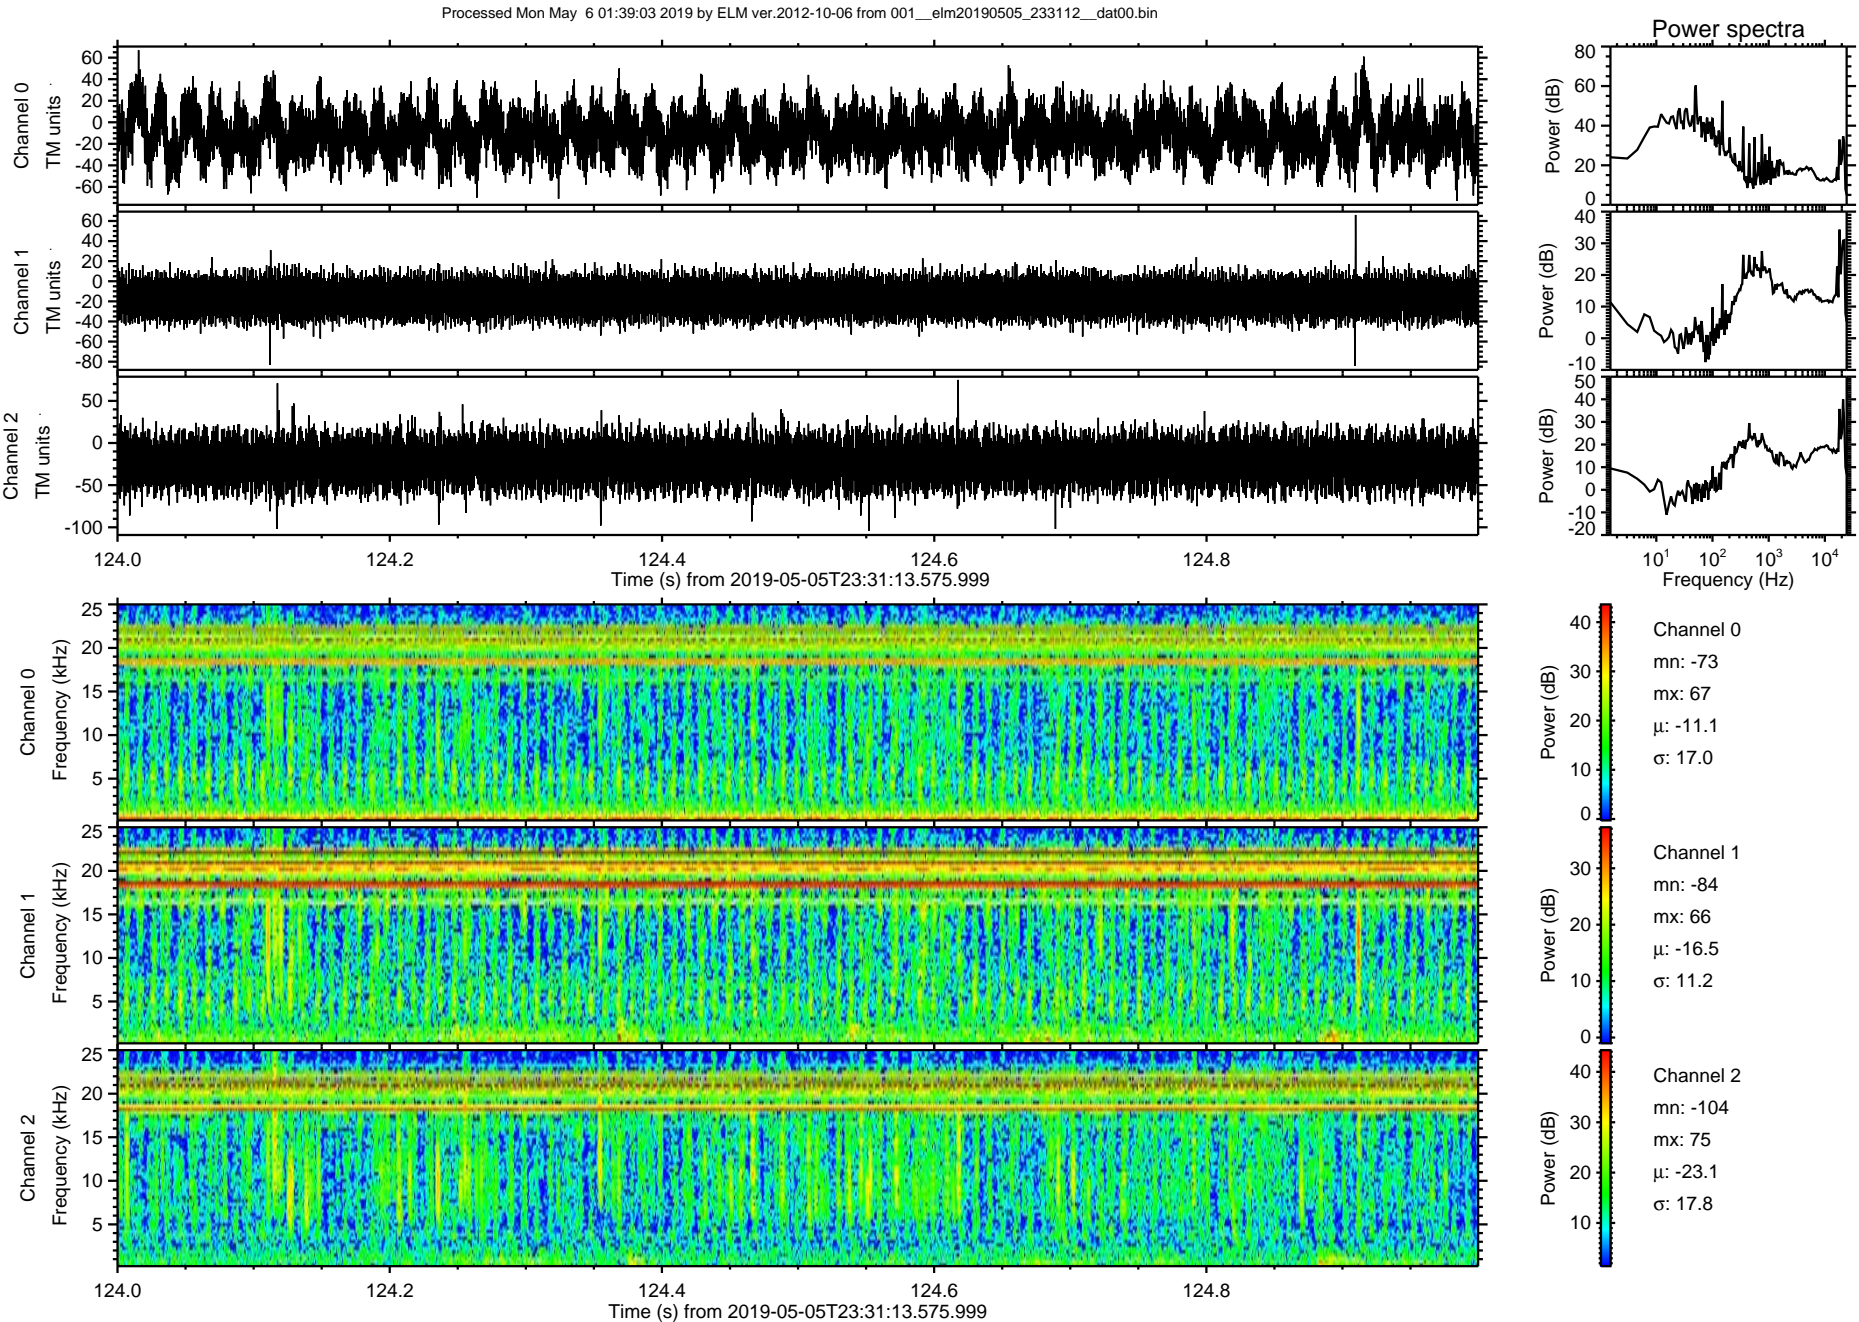 Processed Mon May  6 01:39:03 2019 by ELM ver.2012-10-06 from 001__elm20190505_233112__dat00.bin
Power spectra
Channel 0
TM units
60
40
20
0
-20
-40
-60
Power (dB)
80
60
40
20
0
Channel 1
TM units
60
40
20
0
-20
-40
-60
-80
Power (dB)
40
30
20
10
0
-10
Channel 2
TM units
50
0
-50
-100
Power (dB)
50
40
30
20
10
0
-10
-20
124.0 124.2 124.4 124.6 124.8
Time (s) from 2019-05-05T23:31:13.575.999
10^1 10^2 10^3 10^4
Frequency (Hz)
Channel 0
Frequency (kHz)
25
20
15
10
5
Power (dB)
40
30
20
10
0
Channel 0
mn: -73
mx: 67
μ: -11.1
σ: 17.0
Channel 1
Frequency (kHz)
25
20
15
10
5
Power (dB)
30
20
10
0
Channel 1
mn: -84
mx: 66
μ: -16.5
σ: 11.2
Channel 2
Frequency (kHz)
25
20
15
10
5
Power (dB)
40
30
20
10
Channel 2
mn: -104
mx: 75
μ: -23.1
σ: 17.8
124.0 124.2 124.4 124.6 124.8
Time (s) from 2019-05-05T23:31:13.575.999